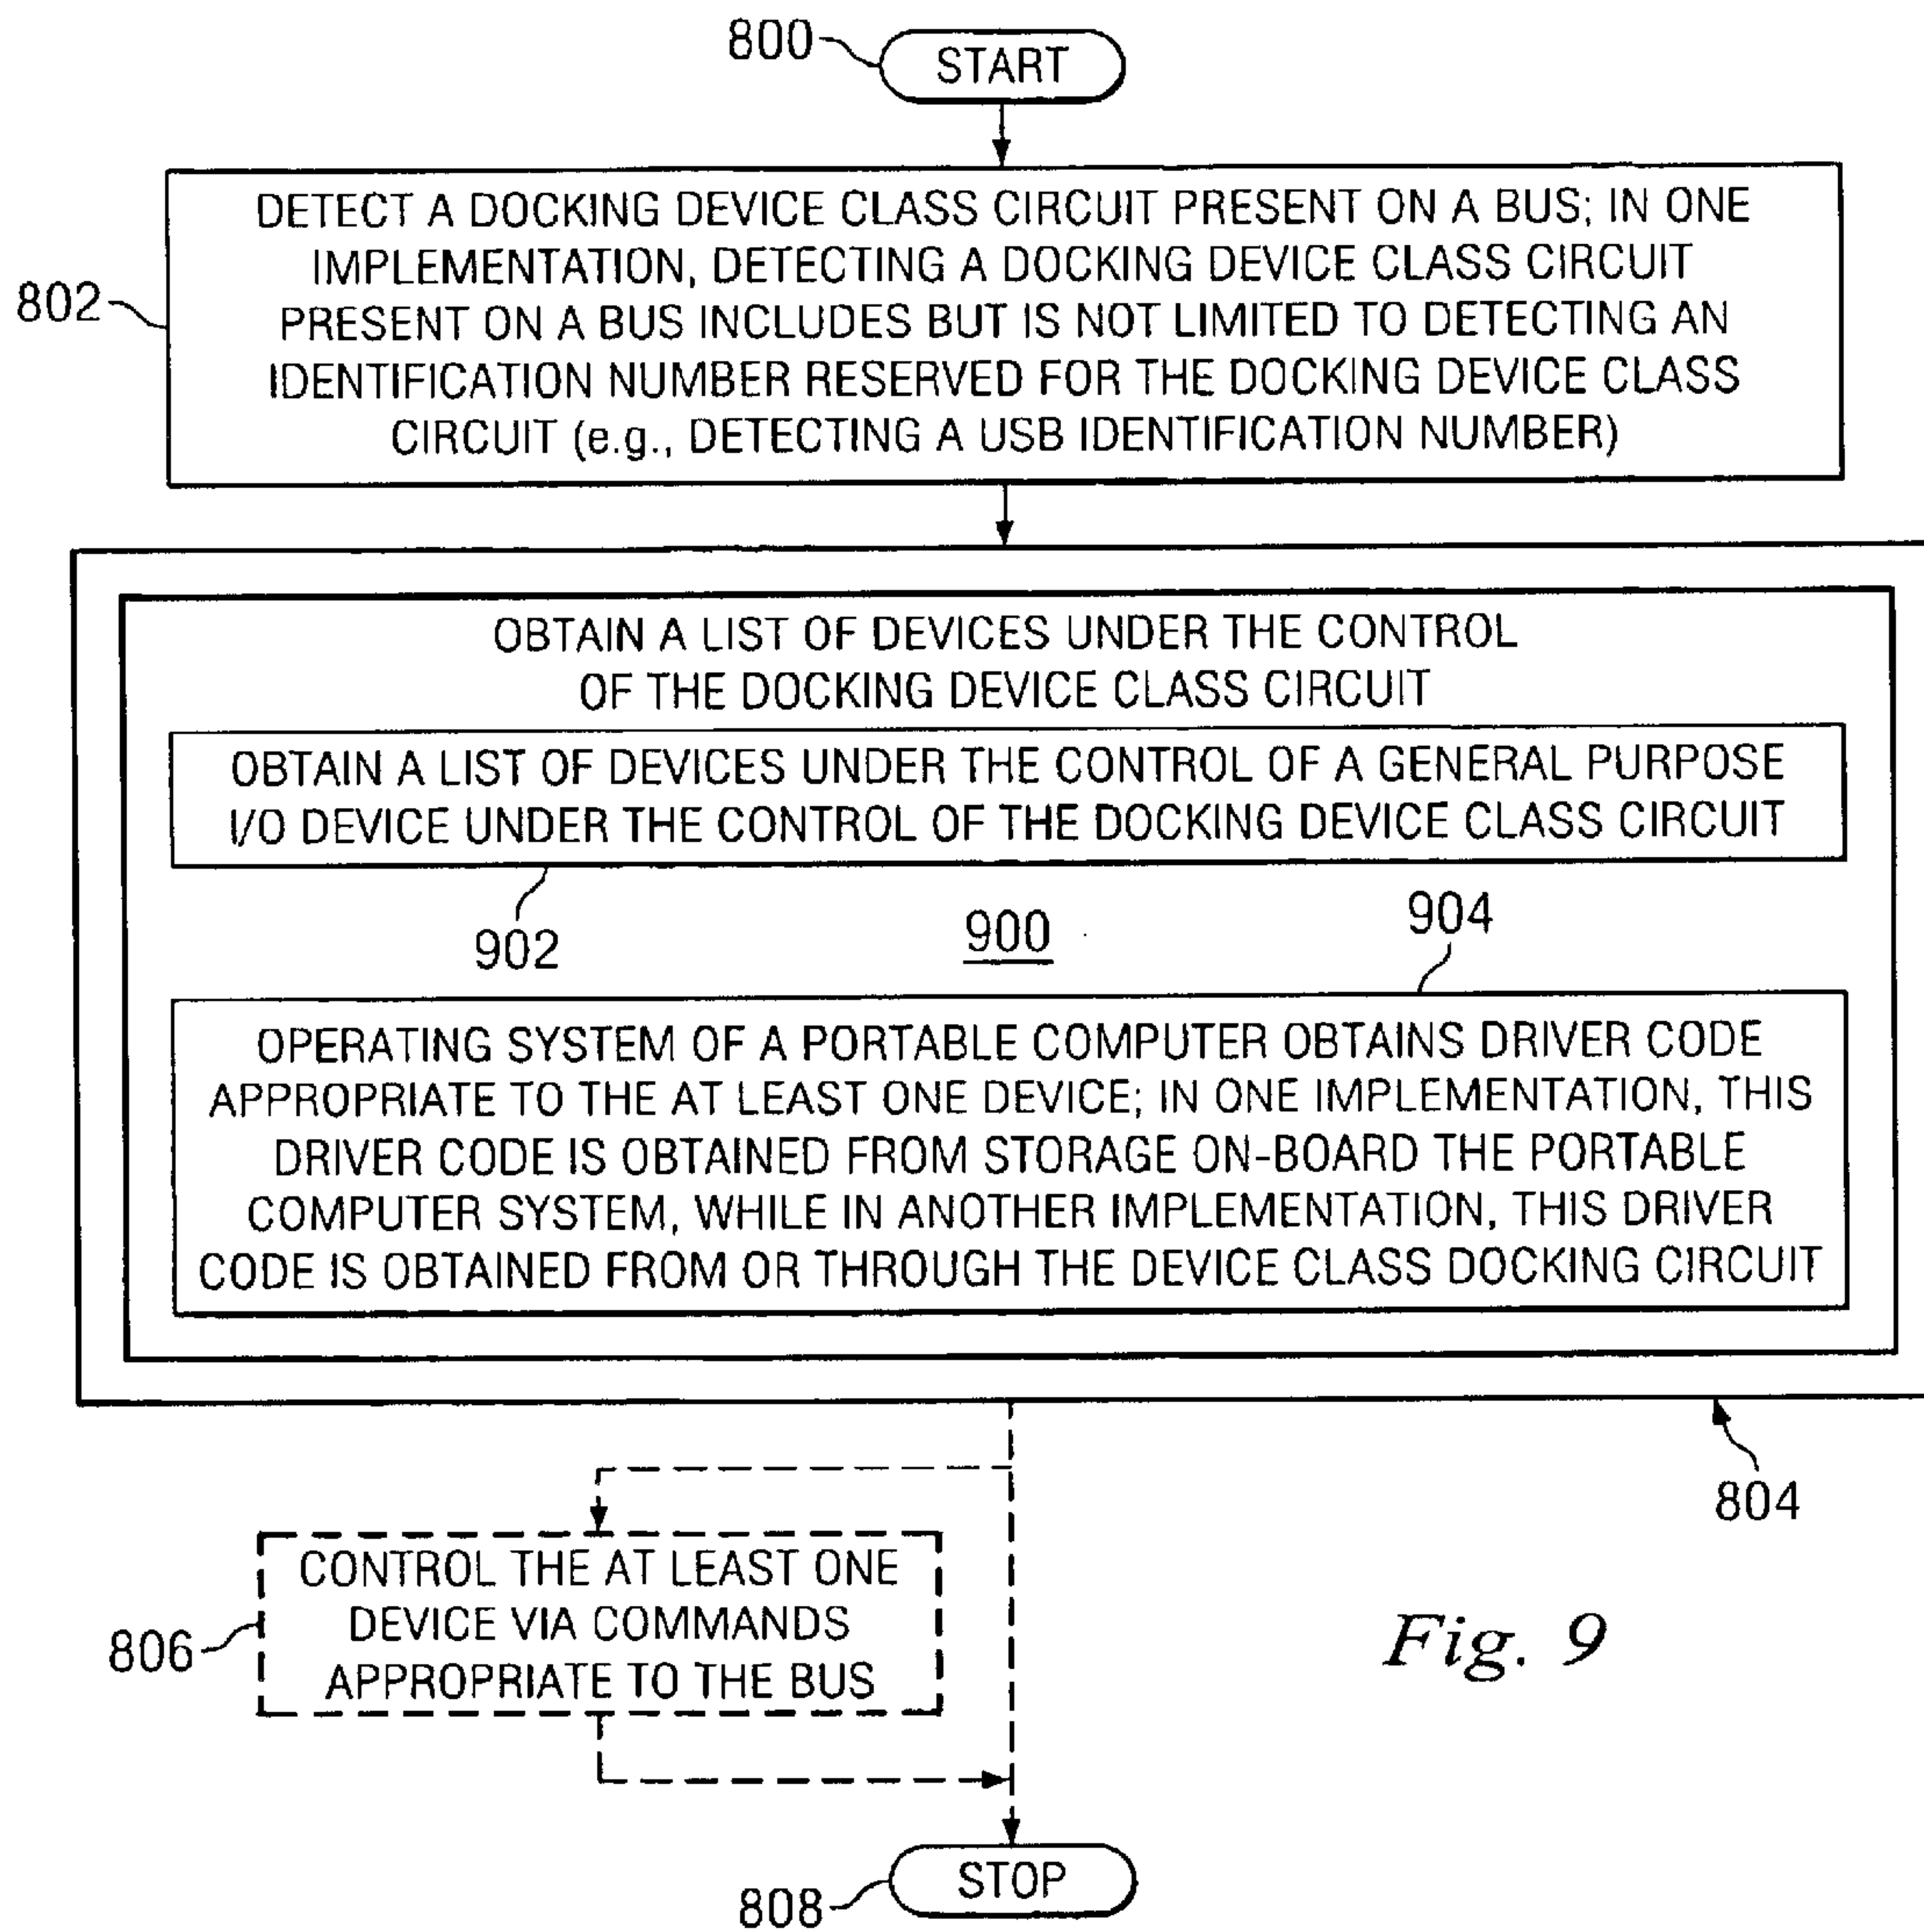 800
START
DETECT A DOCKING DEVICE CLASS CIRCUIT PRESENT ON A BUS; IN ONE
IMPLEMENTATION, DETECTING A DOCKING DEVICE CLASS CIRCUIT
PRESENT ON A BUS INCLUDES BUT IS NOT LIMITED TO DETECTING AN
IDENTIFICATION NUMBER RESERVED FOR THE DOCKING DEVICE CLASS
CIRCUIT (e.g., DETECTING A USB IDENTIFICATION NUMBER)
802
OBTAIN A LIST OF DEVICES UNDER THE CONTROL
OF THE DOCKING DEVICE CLASS CIRCUIT
OBTAIN A LIST OF DEVICES UNDER THE CONTROL OF A GENERAL PURPOSE
I/O DEVICE UNDER THE CONTROL OF THE DOCKING DEVICE CLASS CIRCUIT
902
900
904
OPERATING SYSTEM OF A PORTABLE COMPUTER OBTAINS DRIVER CODE
APPROPRIATE TO THE AT LEAST ONE DEVICE; IN ONE IMPLEMENTATION, THIS
DRIVER CODE IS OBTAINED FROM STORAGE ON-BOARD THE PORTABLE
COMPUTER SYSTEM, WHILE IN ANOTHER IMPLEMENTATION, THIS DRIVER
CODE IS OBTAINED FROM OR THROUGH THE DEVICE CLASS DOCKING CIRCUIT
804
CONTROL THE AT LEAST ONE
DEVICE VIA COMMANDS
APPROPRIATE TO THE BUS
806
Fig. 9
STOP
808